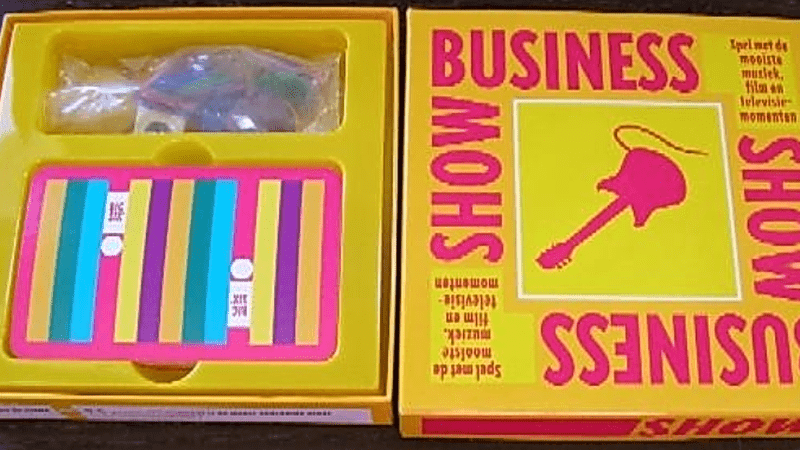 BUSINESS
SHOW
Spel met de
mooiste
muziek,
film en
televisie-
momenten
SHOW
BUSINESS
Spel met de
mooiste
muziek,
film en
televisie-
momenten
SHOW
BIG
SIX
BIG
SIX